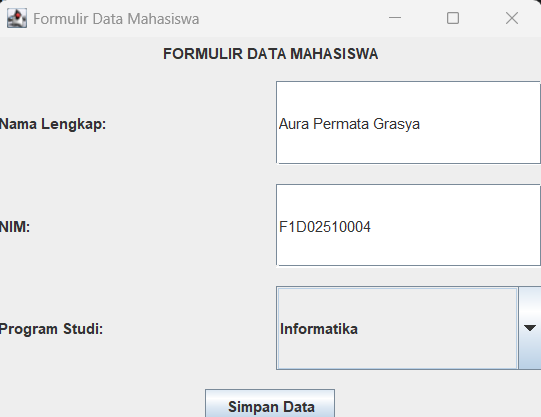 Formulir Data Mahasiswa
FORMULIR DATA MAHASISWA
Nama Lengkap: Aura Permata Grasya
NIM: F1D02510004
Program Studi: Informatika
Simpan Data